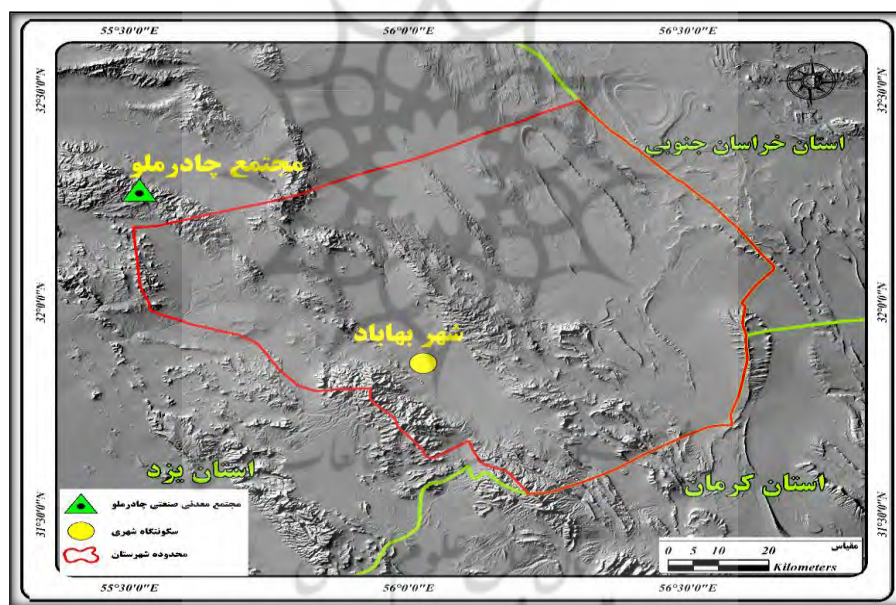 55°30'0"E 56°0'0"E 56°30'0"E
32°30'0"N 32°30'0"N
استان خراسان جنوبی
مجتمع چادرملو
32°0'0"N 32°0'0"N
شهر بهاباد
استان یزد
استان کرمان
31°30'0"N 31°30'0"N
مجتمع معدنی صنعتی چادرملو
سکونتگاه شهری
محدوده شهرستان
مقیاس
0 5 10 20
Kilometers
55°30'0"E 56°0'0"E 56°30'0"E